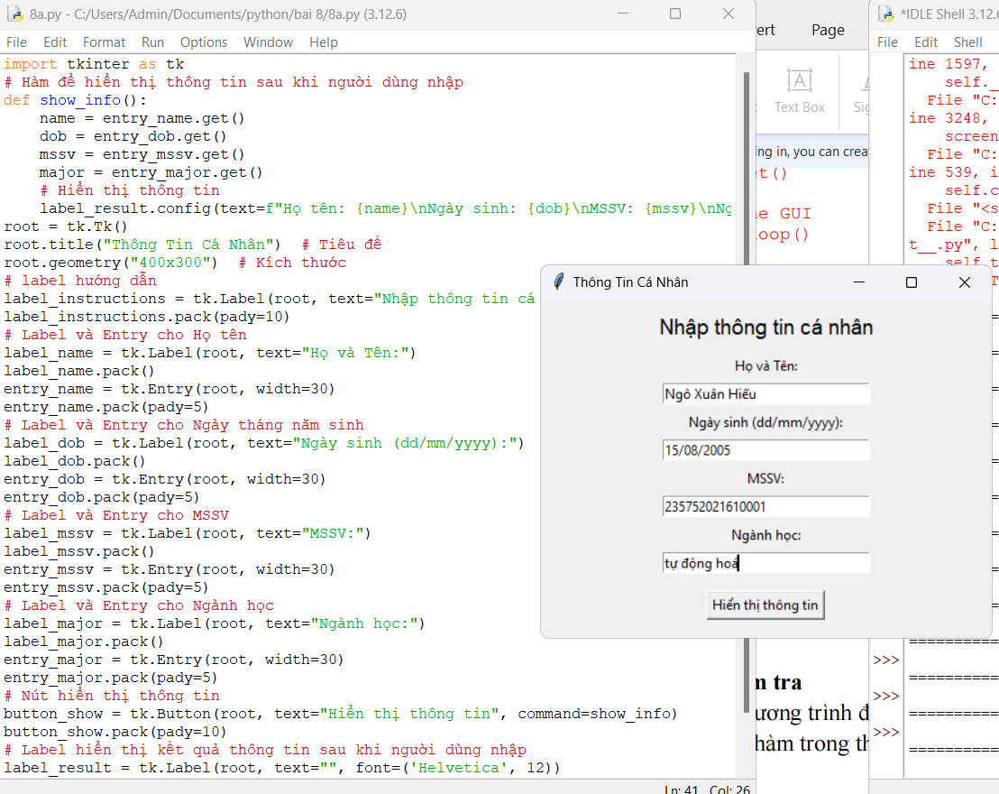 8a.py - C:/Users/Admin/Documents/python/bai 8/8a.py (3.12.6)
File Edit Format Run Options Window Help
import tkinter as tk
# Hàm để hiển thị thông tin sau khi người dùng nhập
def show_info():
    name = entry_name.get()
    dob = entry_dob.get()
    mssv = entry_mssv.get()
    major = entry_major.get()
    # Hiển thị thông tin
    label_result.config(text=f"Họ tên: {name}\nNgày sinh: {dob}\nMSSV: {mssv}\nNg
root = tk.Tk()
root.title("Thông Tin Cá Nhân")  # Tiêu đề
root.geometry("400x300")  # Kích thước
# label hướng dẫn
label_instructions = tk.Label(root, text="Nhập thông tin cá
label_instructions.pack(pady=10)
# Label và Entry cho Họ tên
label_name = tk.Label(root, text="Họ và Tên:")
label_name.pack()
entry_name = tk.Entry(root, width=30)
entry_name.pack(pady=5)
# Label và Entry cho Ngày tháng năm sinh
label_dob = tk.Label(root, text="Ngày sinh (dd/mm/yyyy):")
label_dob.pack()
entry_dob = tk.Entry(root, width=30)
entry_dob.pack(pady=5)
# Label và Entry cho MSSV
label_mssv = tk.Label(root, text="MSSV:")
label_mssv.pack()
entry_mssv = tk.Entry(root, width=30)
entry_mssv.pack(pady=5)
# Label và Entry cho Ngành học
label_major = tk.Label(root, text="Ngành học:")
label_major.pack()
entry_major = tk.Entry(root, width=30)
entry_major.pack(pady=5)
# Nút hiển thị thông tin
button_show = tk.Button(root, text="Hiển thị thông tin", command=show_info)
button_show.pack(pady=10)
# Label hiển thị kết quả thông tin sau khi người dùng nhập
label_result = tk.Label(root, text="", font=('Helvetica', 12))
Ln: 41 Col: 26
Page
Text Box
ing in, you can crea
et()
e GUI
loop()
Thông Tin Cá Nhân
Nhập thông tin cá nhân
Họ và Tên:
Ngô Xuân Hiếu
Ngày sinh (dd/mm/yyyy):
15/08/2005
MSSV:
235752021610001
Ngành học:
tự động hoá
Hiển thị thông tin
m tra
ương trình đ
hàm trong th
*IDLE Shell 3.12.6
File Edit Shell
ine 1597,
self._
File "C:
ine 3248,
screen
File "C:
ine 539, i
self.c
File "<s
File "C:
t__.py", l
self.t
>>>
===========
>>>
===========
>>>
===========